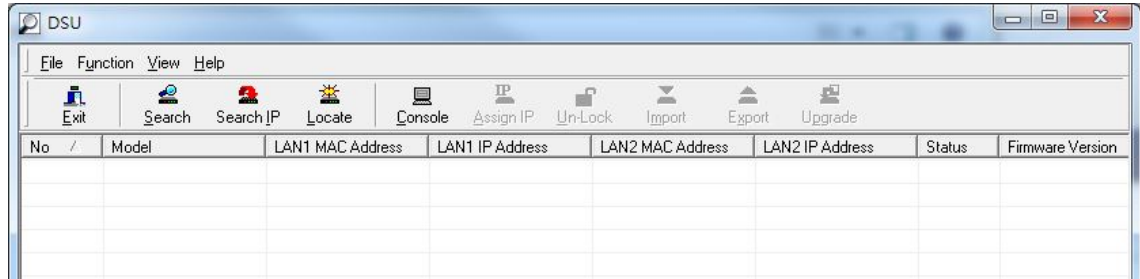 DSU
File Function View Help
Exit Search Search IP Locate Console Assign IP Un-Lock Import Export Upgrade
No / Model LAN1 MAC Address LAN1 IP Address LAN2 MAC Address LAN2 IP Address Status Firmware Version